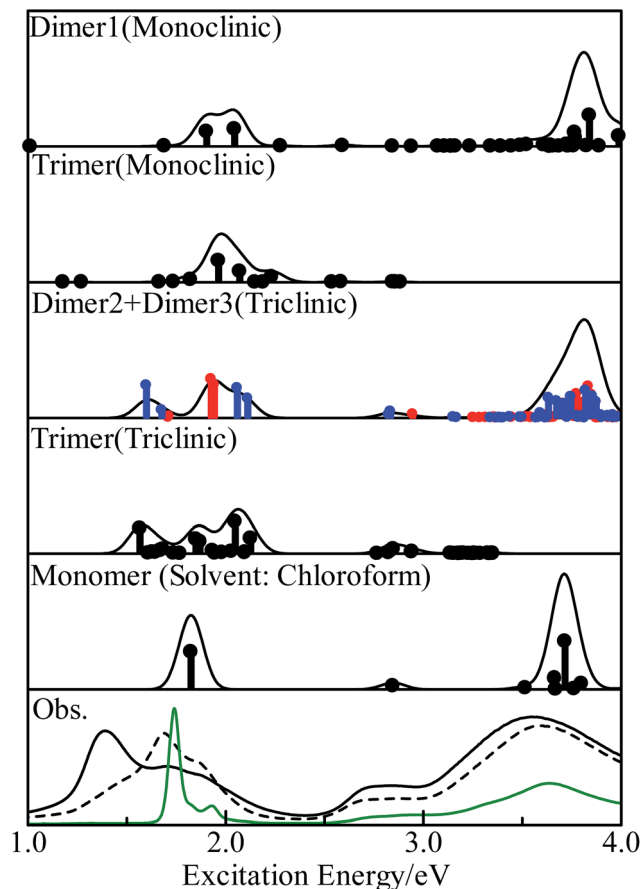 Dimer1(Monoclinic)
Trimer(Monoclinic)
Dimer2+Dimer3(Triclinic)
Trimer(Triclinic)
Monomer (Solvent: Chloroform)
Obs.
1.0 2.0 3.0 4.0
Excitation Energy/eV